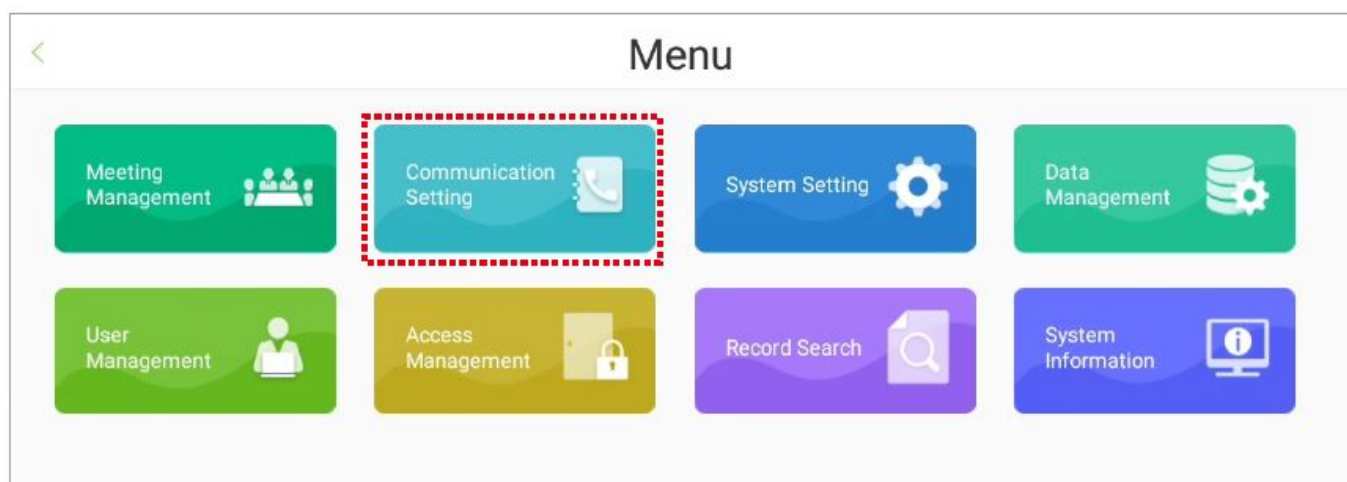 Menu
Meeting
Management
Communication
Setting
System Setting
Data
Management
User
Management
Access
Management
Record Search
System
Information